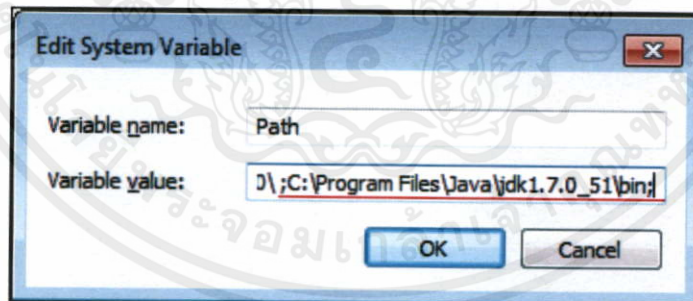 Edit System Variable
Variable name: Path
Variable value: כ\ ;C:\Program Files\Java\jdk1.7.0_51\bin;
OK Cancel